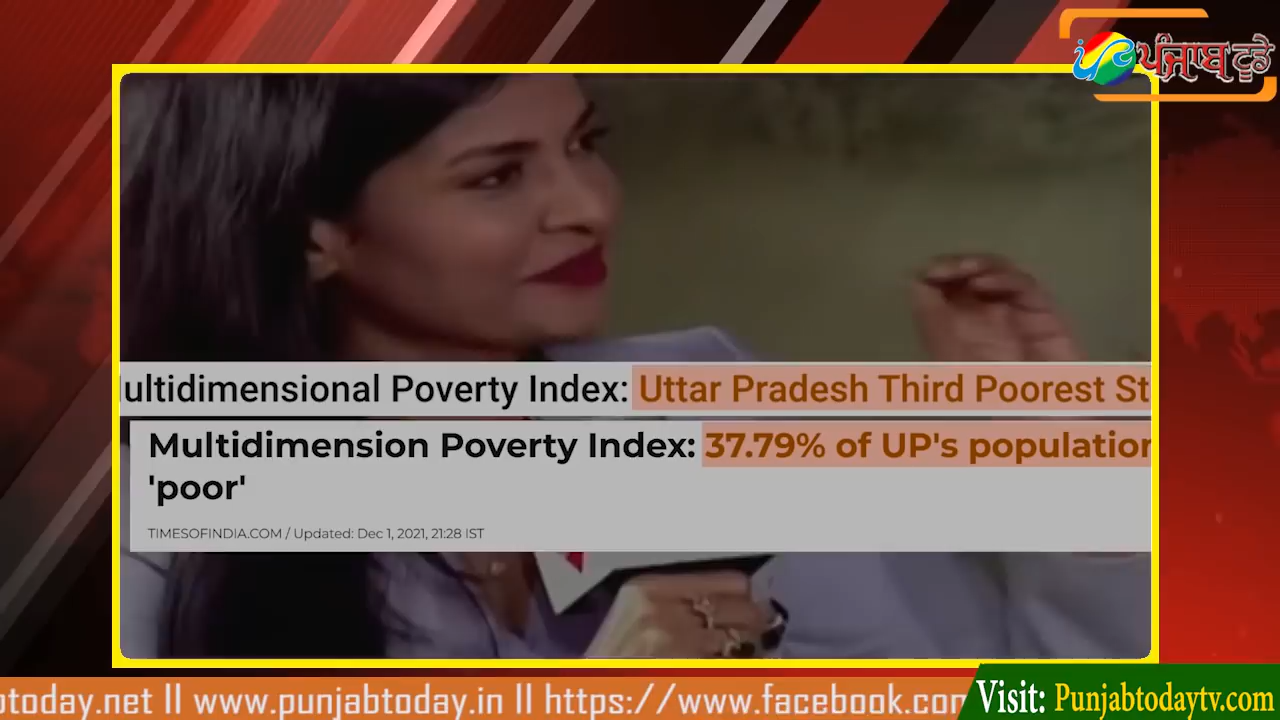 ਪੰਜਾਬ ਟੂਡੇ
ultidimensional Poverty Index: Uttar Pradesh Third Poorest St
Multidimension Poverty Index: 37.79% of UP's population
'poor'
TIMESOFINDIA.COM / Updated: Dec 1, 2021, 21:28 IST
otoday.net ll www.punjabtoday.in ll https://www.facebook.com
Visit: Punjabtodaytv.com